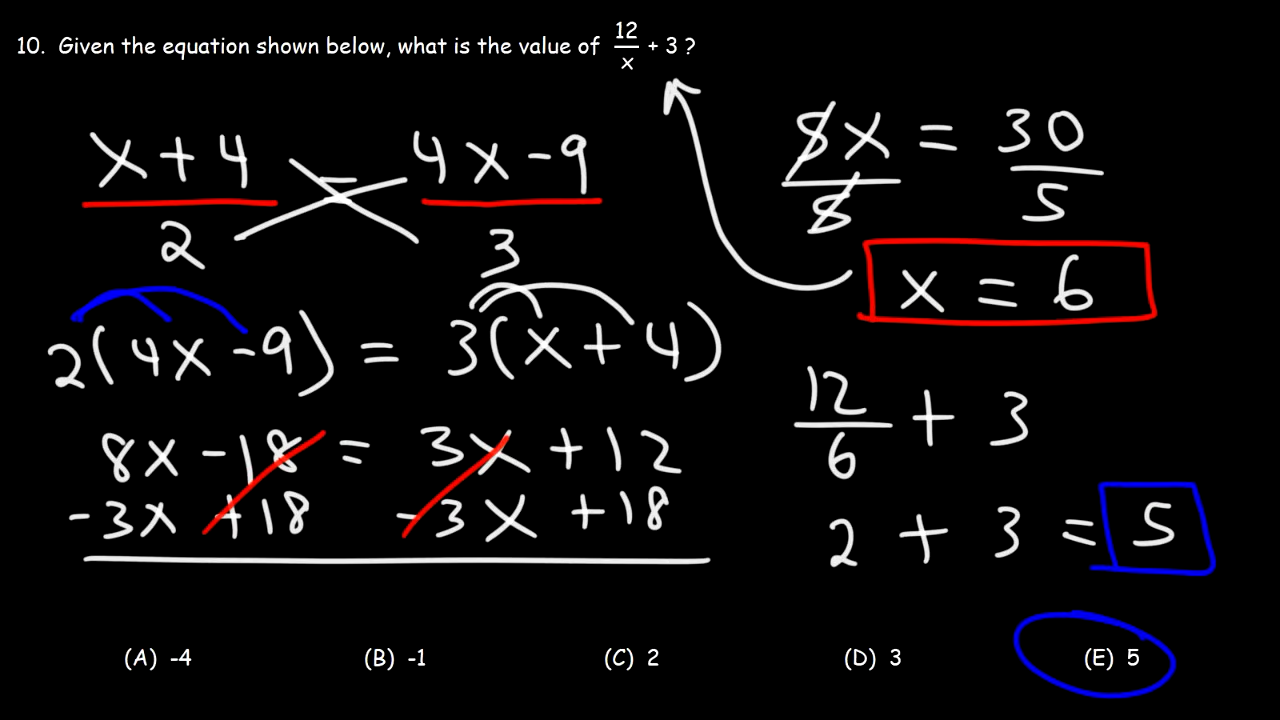 10. Given the equation shown below, what is the value of 12/x + 3 ?
x + 4 / 2 = 4x - 9 / 3
2(4x - 9) = 3(x + 4)
8x - 18 = 3x + 12
-3x +18 -3x +18
5x / 5 = 30 / 5
x = 6
12/6 + 3
2 + 3 = 5
(A) -4 (B) -1 (C) 2 (D) 3 (E) 5